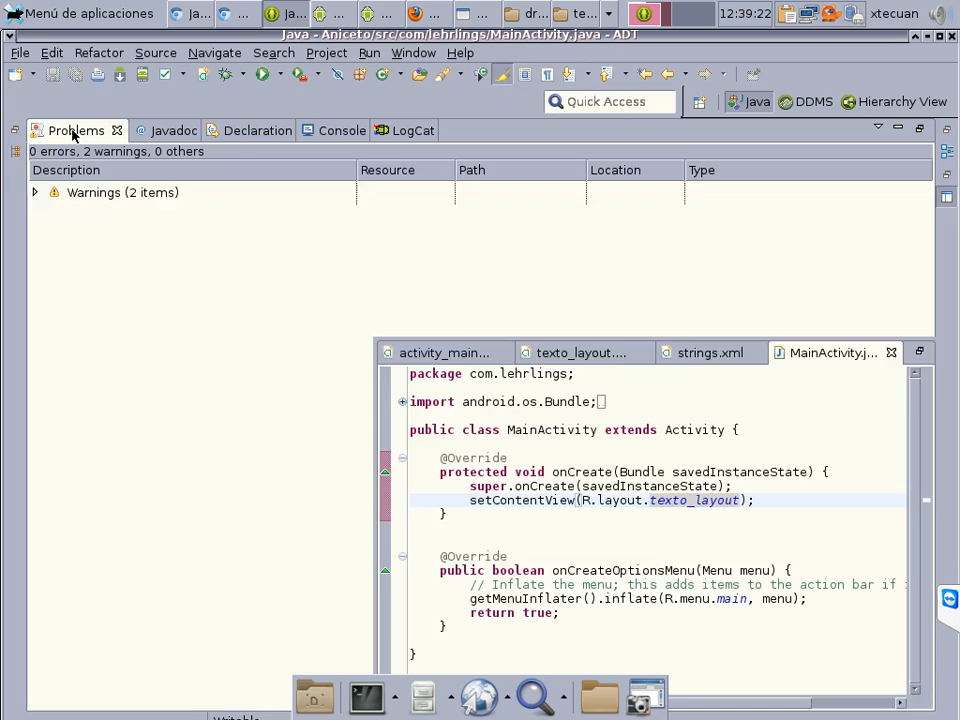 Menú de aplicaciones
Ja...
...
Ja...
...
...
...
...
dr...
te...
12:39:22
xtecuan
Java - Aniceto/src/com/lehrlings/MainActivity.java - ADT
File Edit Refactor Source Navigate Search Project Run Window Help
Quick Access
Java
DDMS
Hierarchy View
Problems
Javadoc
Declaration
Console
LogCat
0 errors, 2 warnings, 0 others
Description Resource Path Location Type
Warnings (2 items)
activity_main...
texto_layout....
strings.xml
MainActivity.j...
package com.lehrlings;
import android.os.Bundle;
public class MainActivity extends Activity {
@Override
protected void onCreate(Bundle savedInstanceState) {
super.onCreate(savedInstanceState);
setContentView(R.layout.texto_layout);
}
@Override
public boolean onCreateOptionsMenu(Menu menu) {
// Inflate the menu; this adds items to the action bar if
getMenuInflater().inflate(R.menu.main, menu);
return true;
}
}